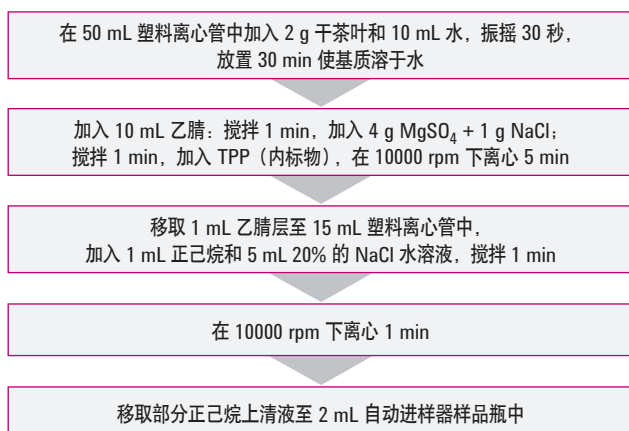 在 50 mL 塑料离心管中加入 2 g 干茶叶和 10 mL 水，振摇 30 秒，
放置 30 min 使基质溶于水
加入 10 mL 乙腈：搅拌 1 min，加入 4 g MgSO₄ + 1 g NaCl；
搅拌 1 min，加入 TPP（内标物），在 10000 rpm 下离心 5 min
移取 1 mL 乙腈层至 15 mL 塑料离心管中，
加入 1 mL 正己烷和 5 mL 20% 的 NaCl 水溶液，搅拌 1 min
在 10000 rpm 下离心 1 min
移取部分正己烷上清液至 2 mL 自动进样器样品瓶中